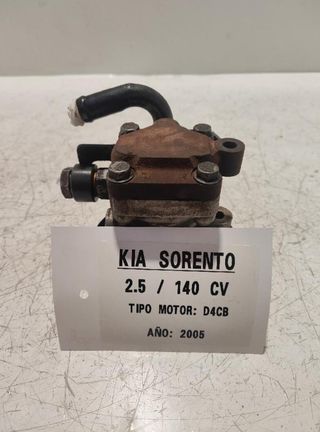 KIA SORENTO
2.5 / 140 CV
TIPO MOTOR: D4CB
AÑO: 2005